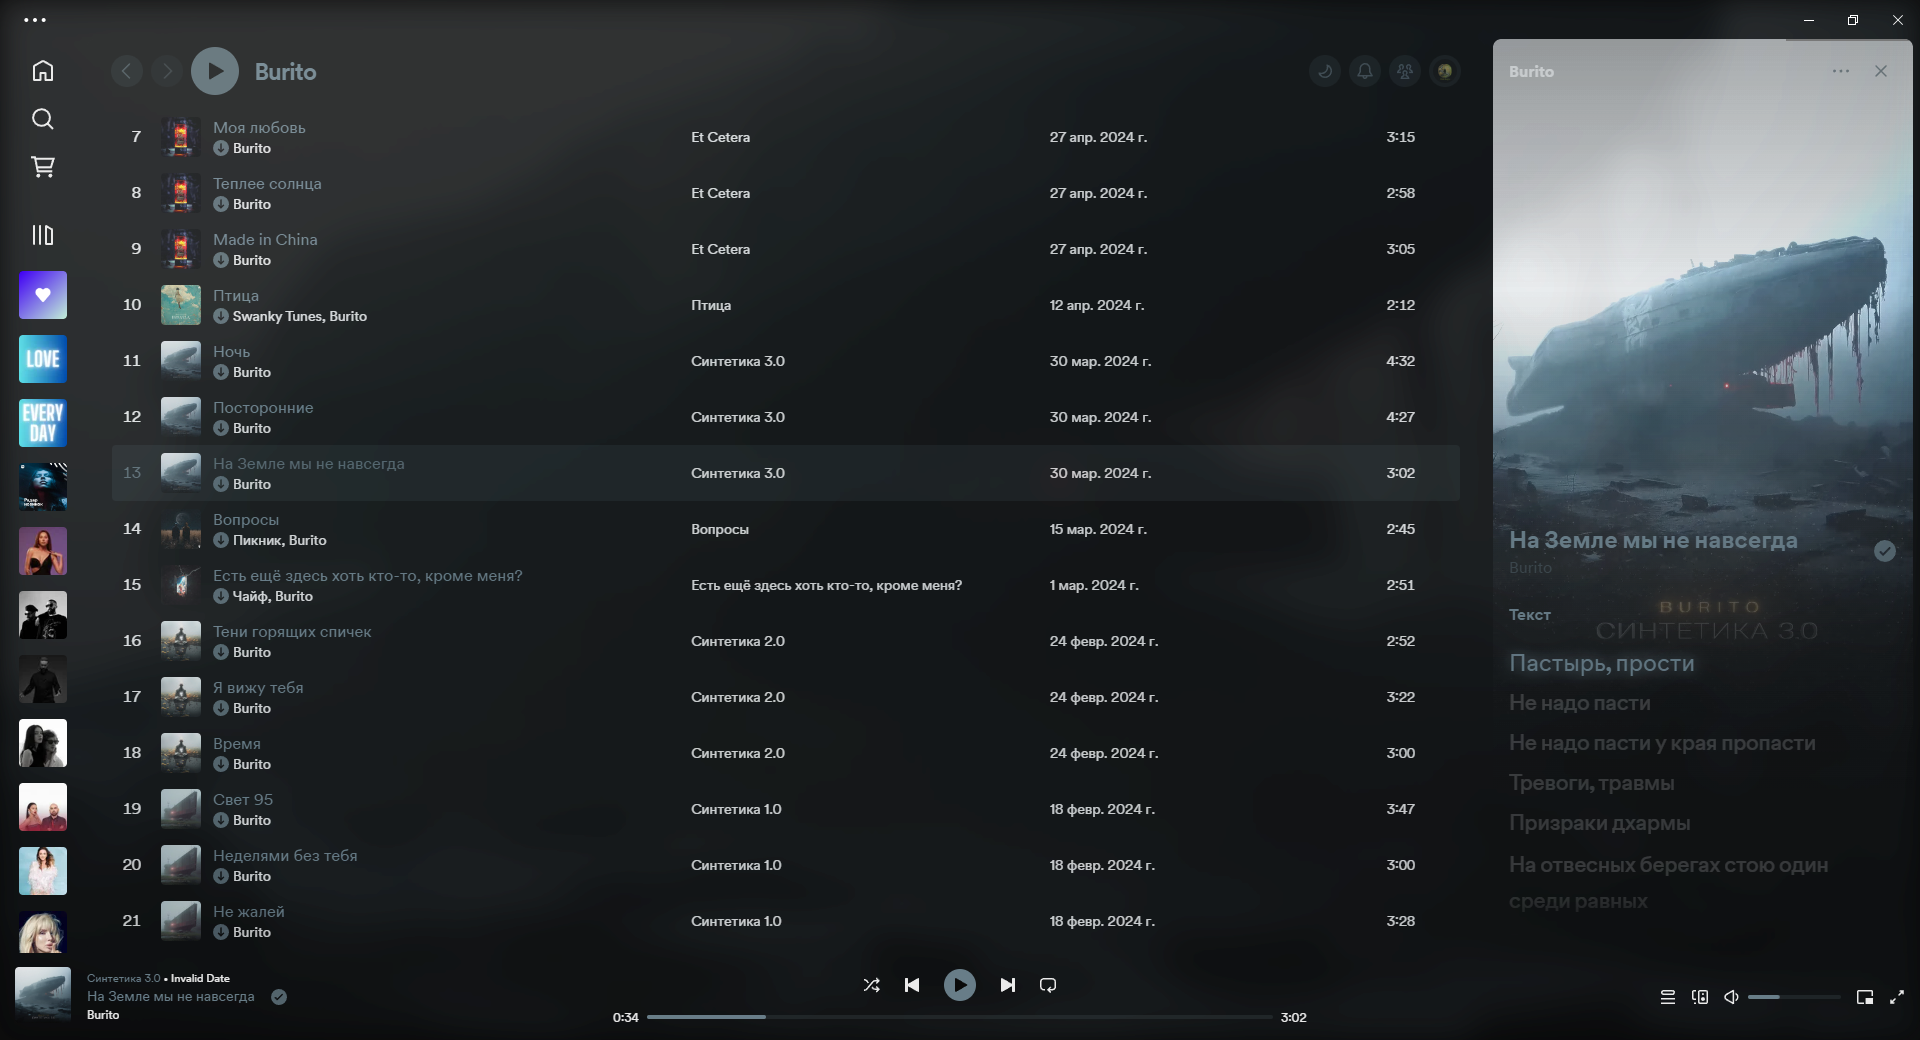 Burito
7
Моя любовь
Burito
Et Cetera
27 апр. 2024 г.
3:15
8
Теплее солнца
Burito
Et Cetera
27 апр. 2024 г.
2:58
9
Made in China
Burito
Et Cetera
27 апр. 2024 г.
3:05
10
Птица
Swanky Tunes, Burito
Птица
12 апр. 2024 г.
2:12
11
Ночь
Burito
Синтетика 3.0
30 мар. 2024 г.
4:32
12
Посторонние
Burito
Синтетика 3.0
30 мар. 2024 г.
4:27
13
На Земле мы не навсегда
Burito
Синтетика 3.0
30 мар. 2024 г.
3:02
14
Вопросы
Пикник, Burito
Вопросы
15 мар. 2024 г.
2:45
15
Есть ещё здесь хоть кто-то, кроме меня?
Чайф, Burito
Есть ещё здесь хоть кто-то, кроме меня?
1 мар. 2024 г.
2:51
16
Тени горящих спичек
Burito
Синтетика 2.0
24 февр. 2024 г.
2:52
17
Я вижу тебя
Burito
Синтетика 2.0
24 февр. 2024 г.
3:22
18
Время
Burito
Синтетика 2.0
24 февр. 2024 г.
3:00
19
Свет 95
Burito
Синтетика 1.0
18 февр. 2024 г.
3:47
20
Неделями без тебя
Burito
Синтетика 1.0
18 февр. 2024 г.
3:00
21
Не жалей
Burito
Синтетика 1.0
18 февр. 2024 г.
3:28
LOVE
EVERY
DAY
Burito
На Земле мы не навсегда
Burito
BURITO
СИНТЕТИКА 3.0
Текст
Пастырь, прости
Не надо пасти
Не надо пасти у края пропасти
Тревоги, травмы
Призраки дхармы
На отвесных берегах стою один
среди равных
Синтетика 3.0 • Invalid Date
На Земле мы не навсегда
Burito
0:34
3:02